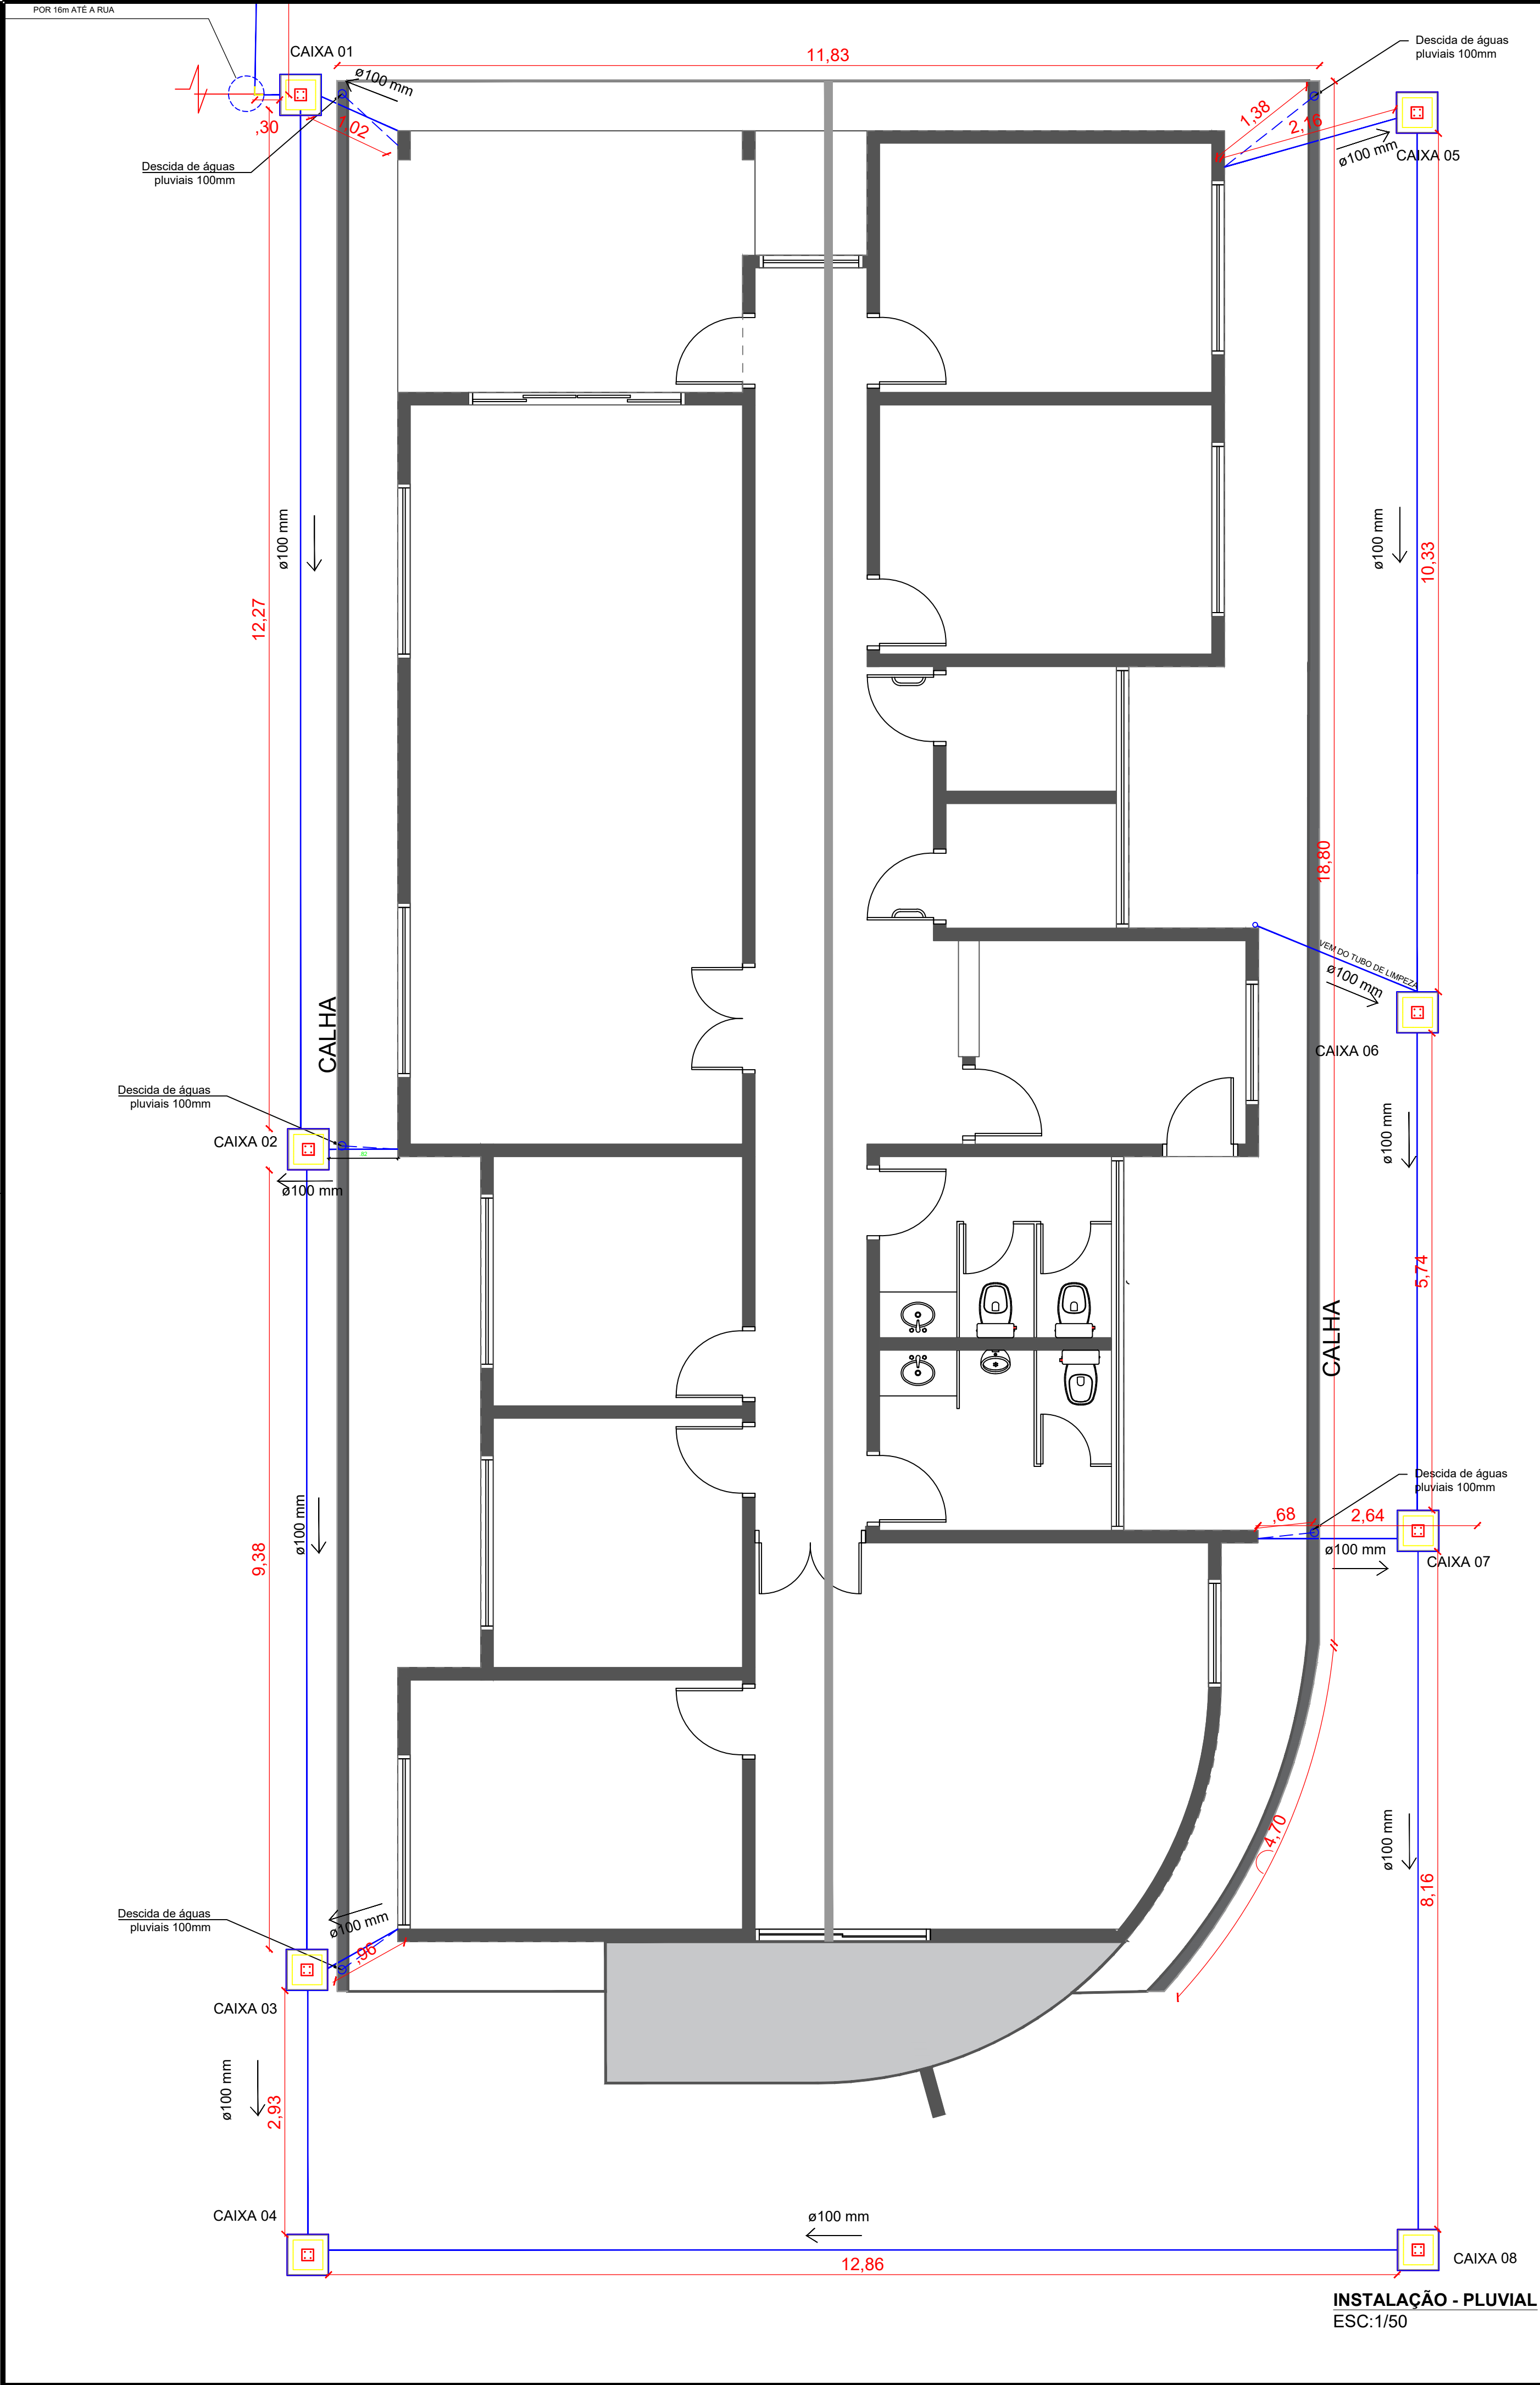 POR 16m ATÉ A RUA
CAIXA 01
11,83
Descida de águas
pluviais 100mm
ø100 mm
,30
1,02
1,38
2,16
ø100 mm
CAIXA 05
Descida de águas
pluviais 100mm
ø100 mm
12,27
ø100 mm
10,33
18,80
VEM DO TUBO DE LIMPEZA
ø100 mm
CALHA
CAIXA 06
Descida de águas
pluviais 100mm
CAIXA 02
ø100 mm
ø100 mm
5,74
CALHA
Descida de águas
pluviais 100mm
,68
2,64
ø100 mm
CAIXA 07
ø100 mm
9,38
4,70
ø100 mm
8,16
Descida de águas
pluviais 100mm
ø100 mm
,96
CAIXA 03
ø100 mm
2,93
CAIXA 04
ø100 mm
12,86
CAIXA 08
INSTALAÇÃO - PLUVIAL
ESC:1/50